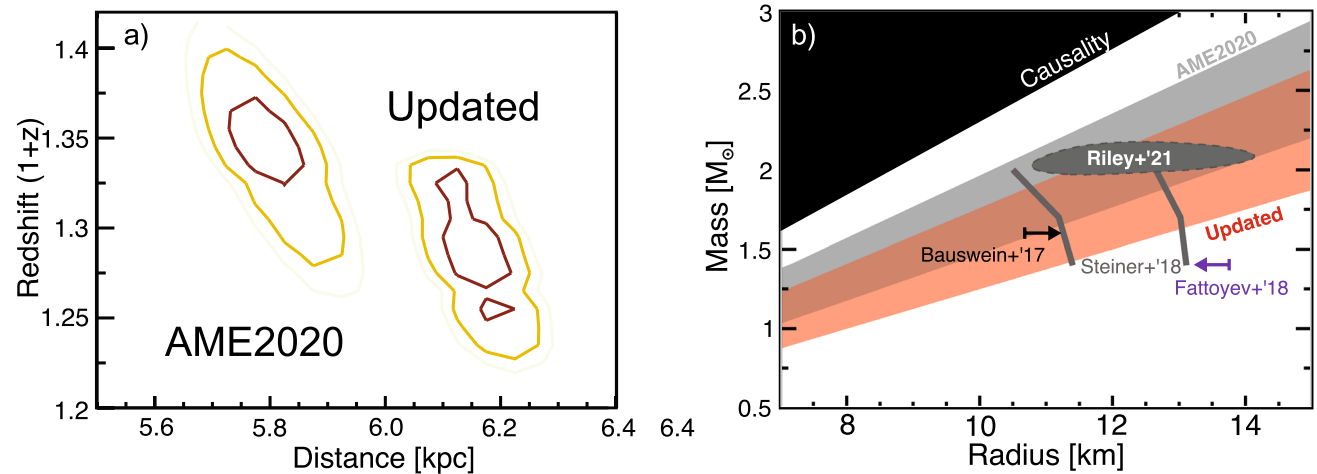 a)
1.4
1.35
1.3
1.25
1.2
Redshift (1+z)
Updated
AME2020
5.6 5.8 6.0 6.2 6.4 6.4
Distance [kpc]
b)
3
2.5
2
1.5
1
0.5
Mass [M⊙]
Causality
AME2020
Riley+'21
Updated
Bauswein+'17
Steiner+'18
Fattoyev+'18
8 10 12 14
Radius [km]